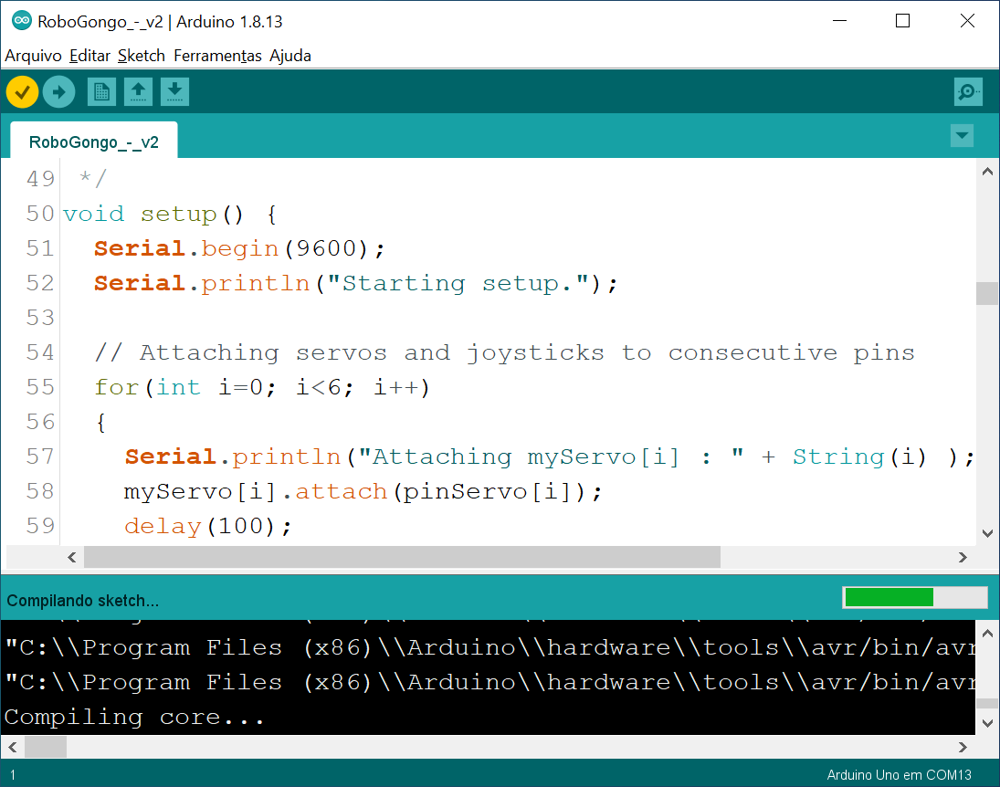 RoboGongo_-_v2 | Arduino 1.8.13
Arquivo Editar Sketch Ferramentas Ajuda
RoboGongo_-_v2
49 */
50 void setup() {
51 Serial.begin(9600);
52 Serial.println("Starting setup.");
53
54 // Attaching servos and joysticks to consecutive pins
55 for(int i=0; i<6; i++)
56 {
57 Serial.println("Attaching myServo[i] : " + String(i) );
58 myServo[i].attach(pinServo[i]);
59 delay(100);
Compilando sketch...
"C:\\Program Files (x86)\\Arduino\\hardware\\tools\\avr/bin/avr
"C:\\Program Files (x86)\\Arduino\\hardware\\tools\\avr/bin/avr
Compiling core...
1 Arduino Uno em COM13